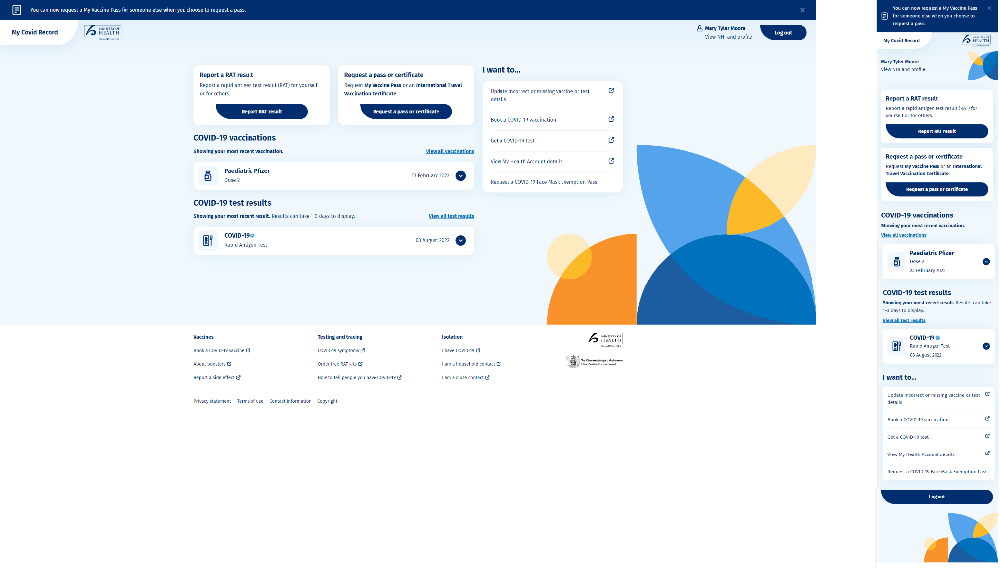 You can now request a My Vaccine Pass for someone else when you choose to request a pass.
My Covid Record
MINISTRY OF
HEALTH
MANATŪ HAUORA
Mary Tyler Moore
View NHI and profile
Log out
Report a RAT result
Report a rapid antigen test result (RAT) for yourself
or for others.
Report RAT result
Request a pass or certificate
Request My Vaccine Pass or an International Travel
Vaccination Certificate.
Request a pass or certificate
COVID-19 vaccinations
Showing your most recent vaccination.
View all vaccinations
Paediatric Pfizer
Dose 2
23 February 2022
COVID-19 test results
Showing your most recent result. Results can take 1–3 days to display.
View all test results
COVID-19
Rapid Antigen Test
03 August 2022
I want to...
Update incorrect or missing vaccine or test
details
Book a COVID-19 vaccination
Get a COVID-19 test
View My Health Account details
Request a COVID-19 Face Mask Exemption Pass
Vaccines
Book a COVID-19 vaccine
About boosters
Report a side effect
Testing and tracing
COVID-19 symptoms
Order free RAT kits
How to tell people you have COVID-19
Isolation
I have COVID-19
I am a household contact
I am a close contact
MINISTRY OF
HEALTH
MANATŪ HAUORA
Te Kāwanatanga o Aotearoa
New Zealand Government
Privacy statement Terms of use Contact information Copyright
You can now request a My Vaccine Pass
for someone else when you choose to
request a pass.
My Covid Record
MINISTRY OF
HEALTH
MANATŪ HAUORA
Mary Tyler Moore
View NHI and profile
Report a RAT result
Report a rapid antigen test result (RAT) for
yourself or for others.
Report RAT result
Request a pass or certificate
Request My Vaccine Pass or an International
Travel Vaccination Certificate.
Request a pass or certificate
COVID-19 vaccinations
Showing your most recent vaccination.
View all vaccinations
Paediatric Pfizer
Dose 2
23 February 2022
COVID-19 test results
Showing your most recent result. Results can take
1–3 days to display.
View all test results
COVID-19
Rapid Antigen Test
03 August 2022
I want to...
Update incorrect or missing vaccine or test
details
Book a COVID-19 vaccination
Get a COVID-19 test
View My Health Account details
Request a COVID-19 Face Mask Exemption Pass
Log out